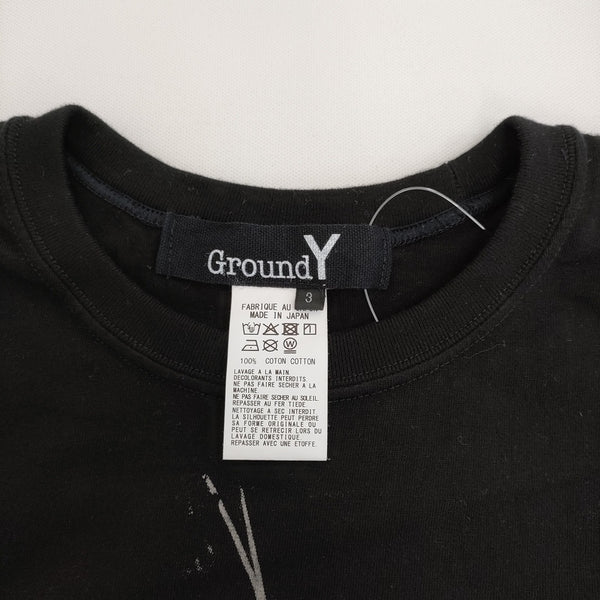 Ground Y
3
FABRIQUE AU
MADE IN JAPAN
100% COTON COTTON
LAVAGE A LA MAIN
DECOLORANTS INTERDITS.
NE PAS FAIRE SECHER A LA
MACHINE.
NE PAS FAIRE SECHER AU SOLEIL.
REPASSER AU FER TIEDE.
NETTOYAGE A SEC INTERDIT
LA SILHOUETTE PEUT PERDRE
SA FORME ORIGINALE OU
PEUT SE RETRECIR LORS DU
LAVAGE DOMESTIQUE.
REPASSER AVEC UNE ETOFFE.